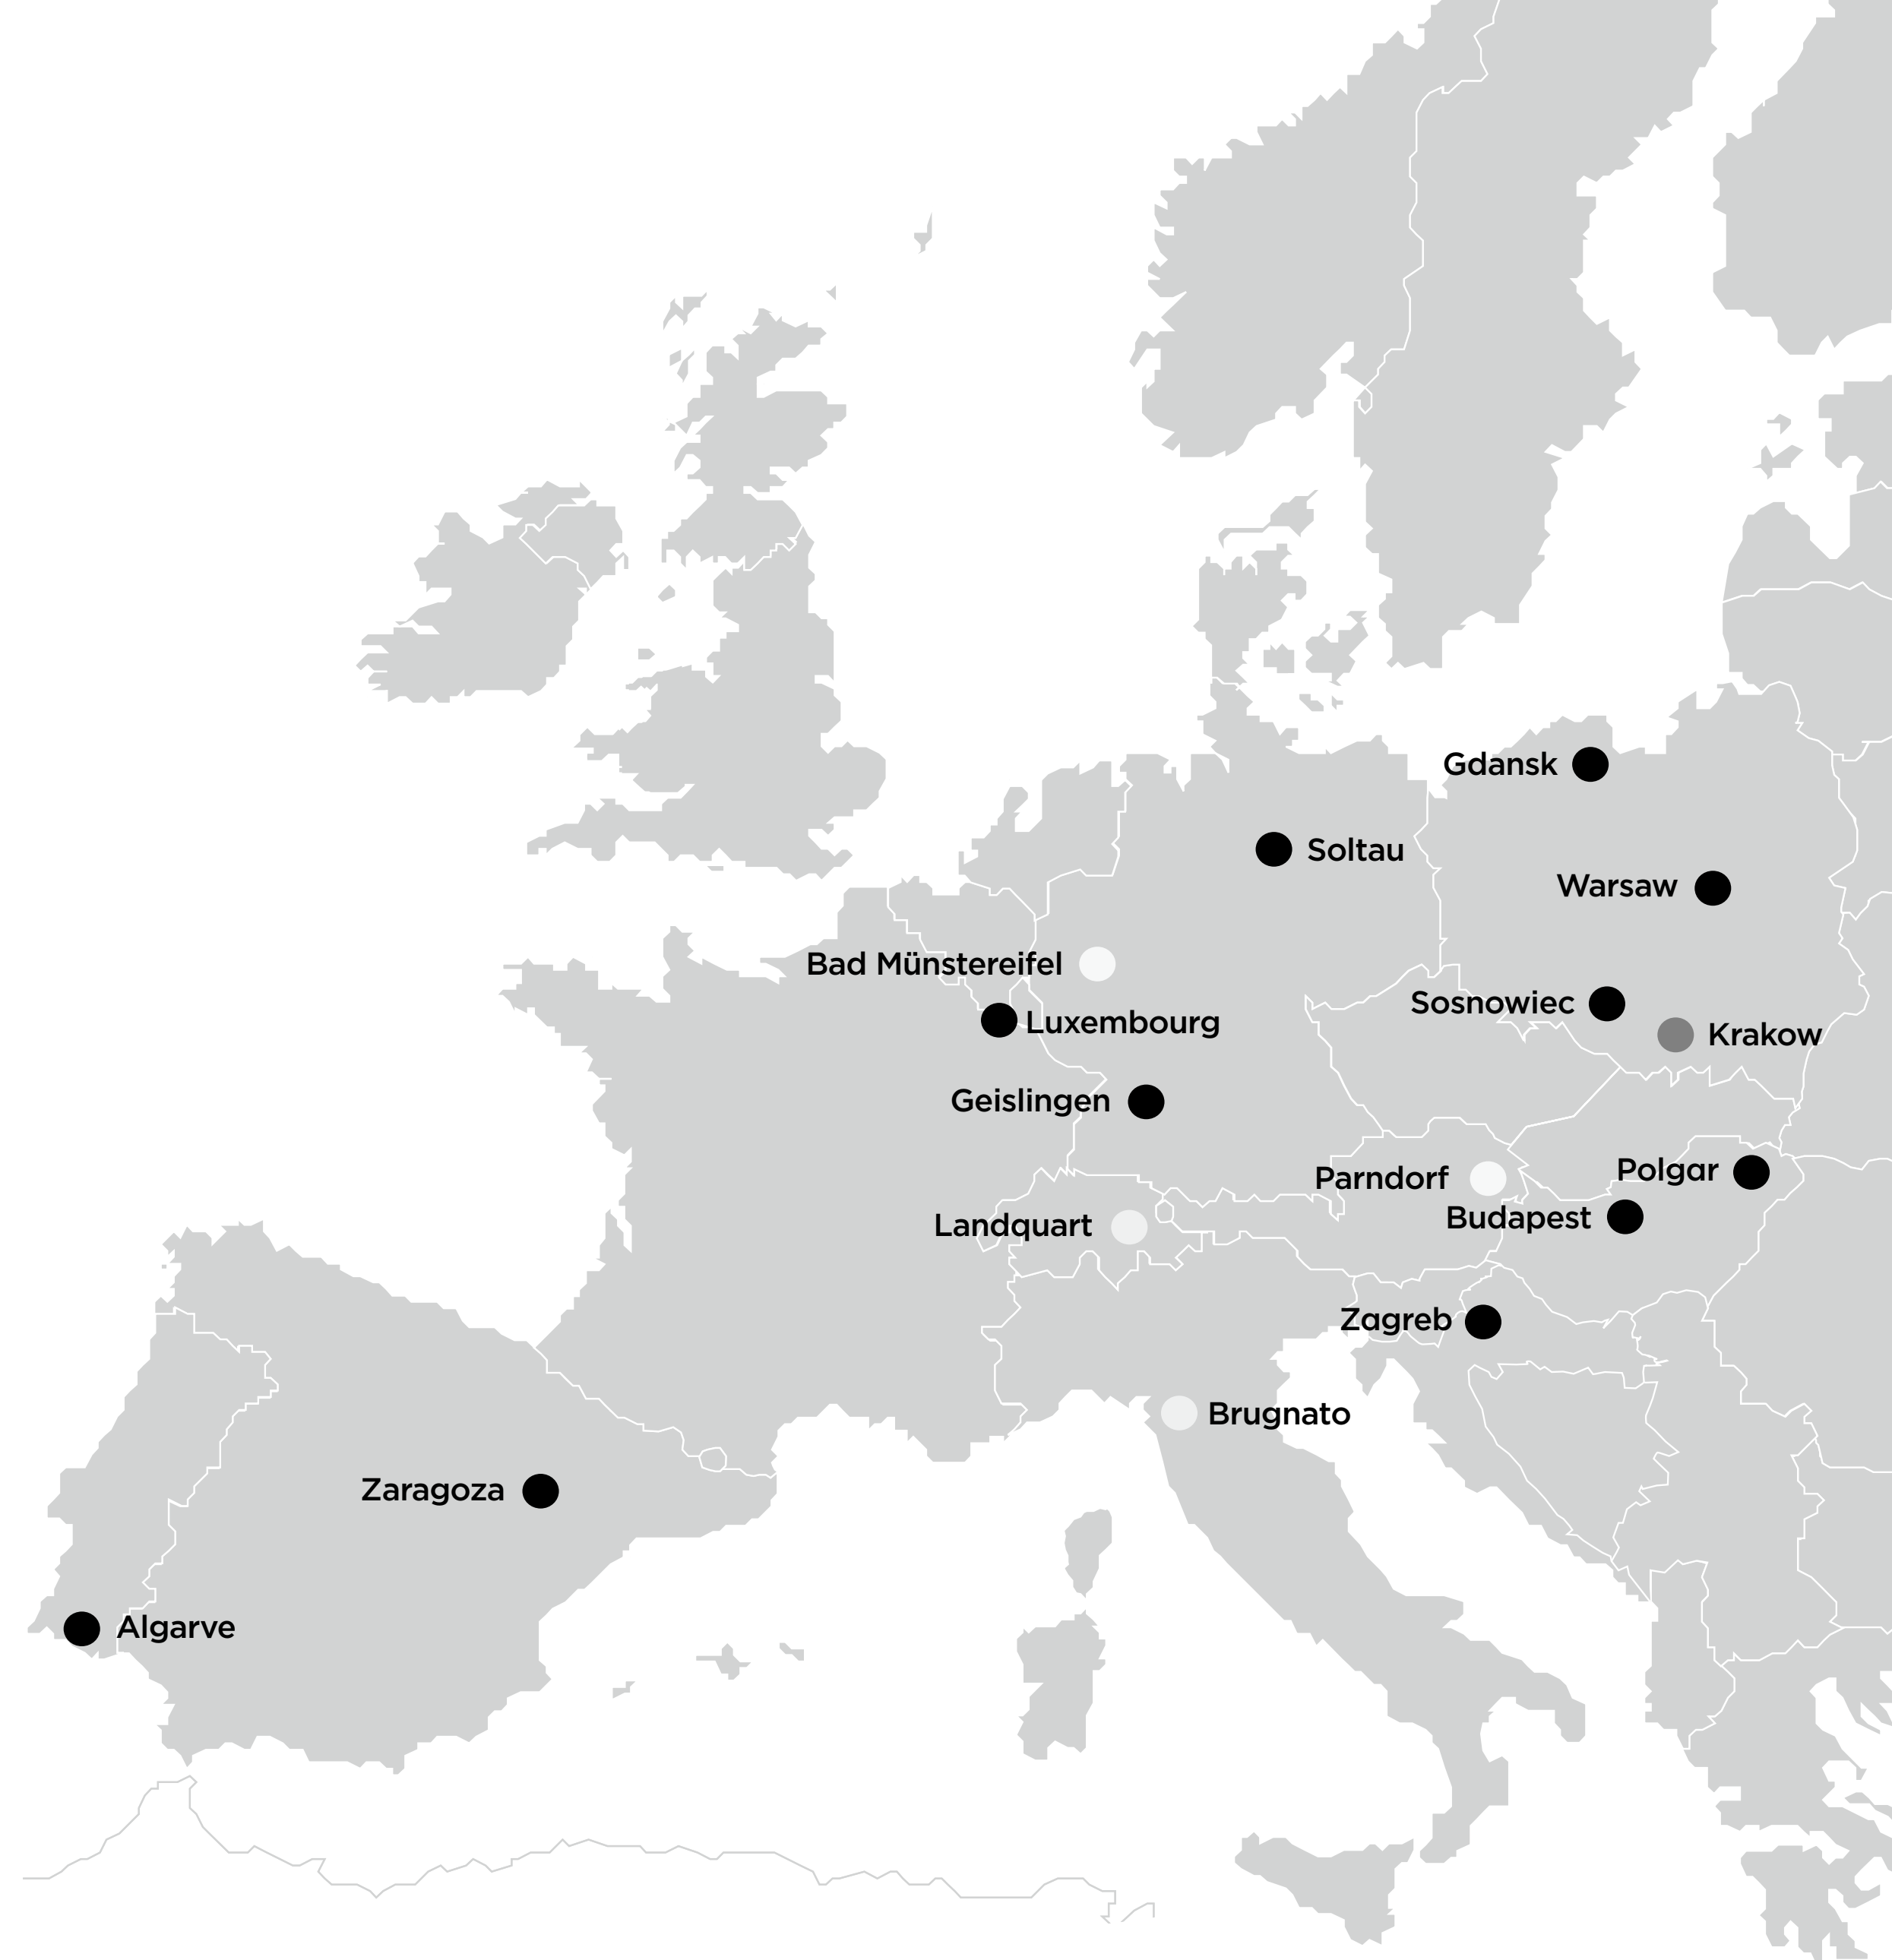 Gdansk
Soltau
Warsaw
Bad Münstereifel
Sosnowiec
Luxembourg
Krakow
Geislingen
Polgar
Parndorf
Budapest
Landquart
Zagreb
Brugnato
Zaragoza
Algarve